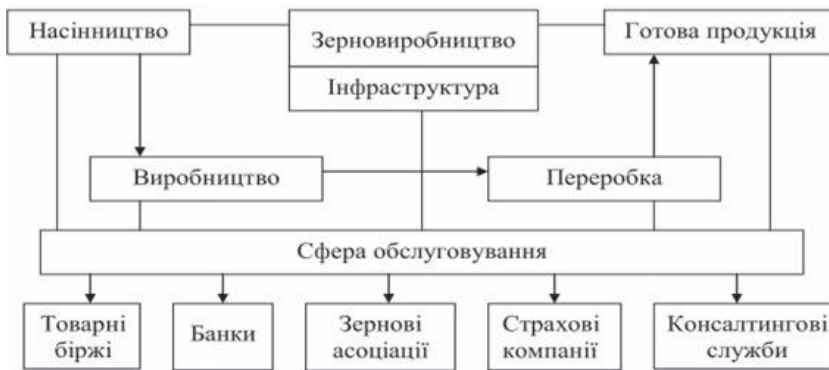 Насінництво
Зерновиробництво
Готова продукція
Інфраструктура
Виробництво
Переробка
Сфера обслуговування
Товарні
біржі
Банки
Зернові
асоціації
Страхові
компанії
Консалтингові
служби